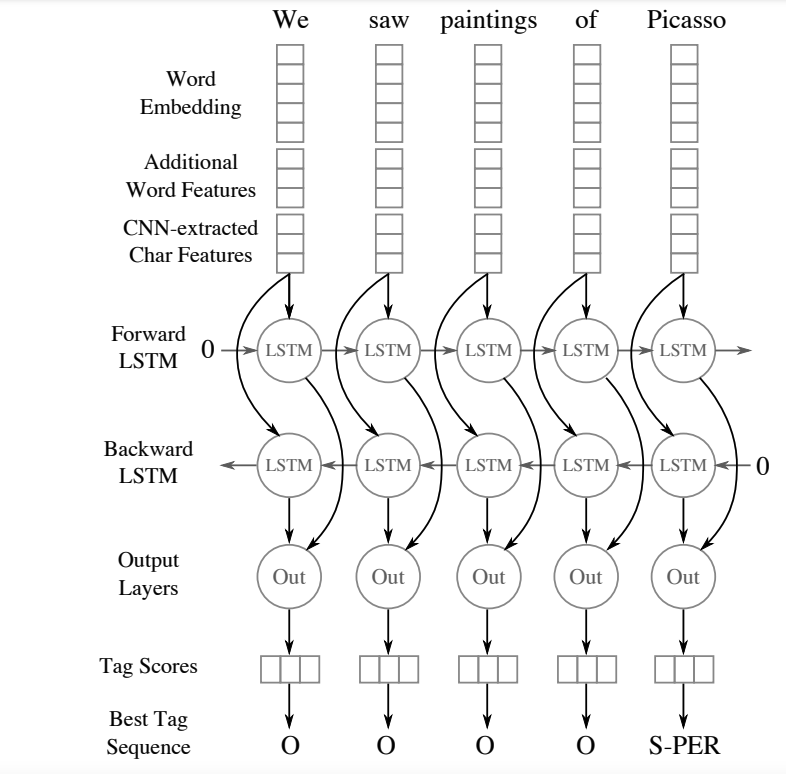 We saw paintings of Picasso
Word
Embedding
Additional
Word Features
CNN-extracted
Char Features
Forward
LSTM
0 LSTM LSTM LSTM LSTM LSTM
Backward
LSTM
LSTM LSTM LSTM LSTM LSTM 0
Output
Layers
Out Out Out Out Out
Tag Scores
Best Tag
Sequence
O O O O S-PER